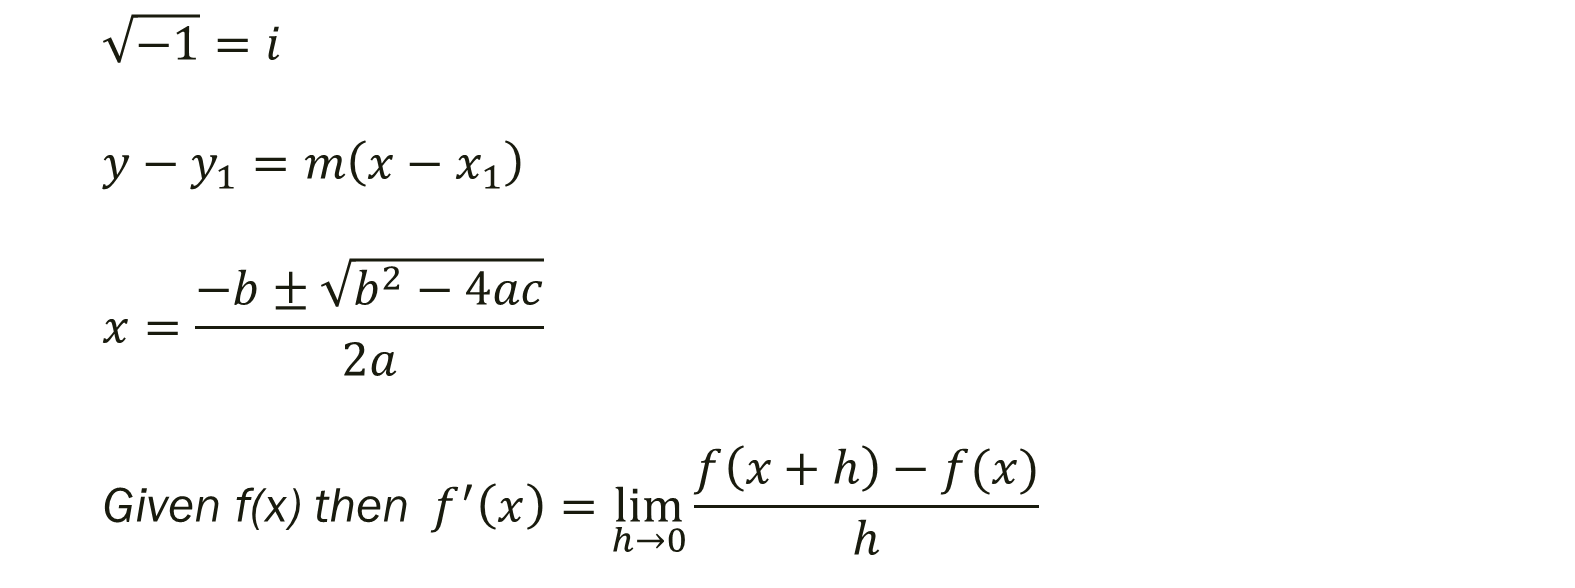 √−1 = i
y − y₁ = m(x − x₁)
x = (−b ± √(b² − 4ac)) / (2a)
Given f(x) then f′(x) = lim_{h→0} (f(x + h) − f(x)) / h